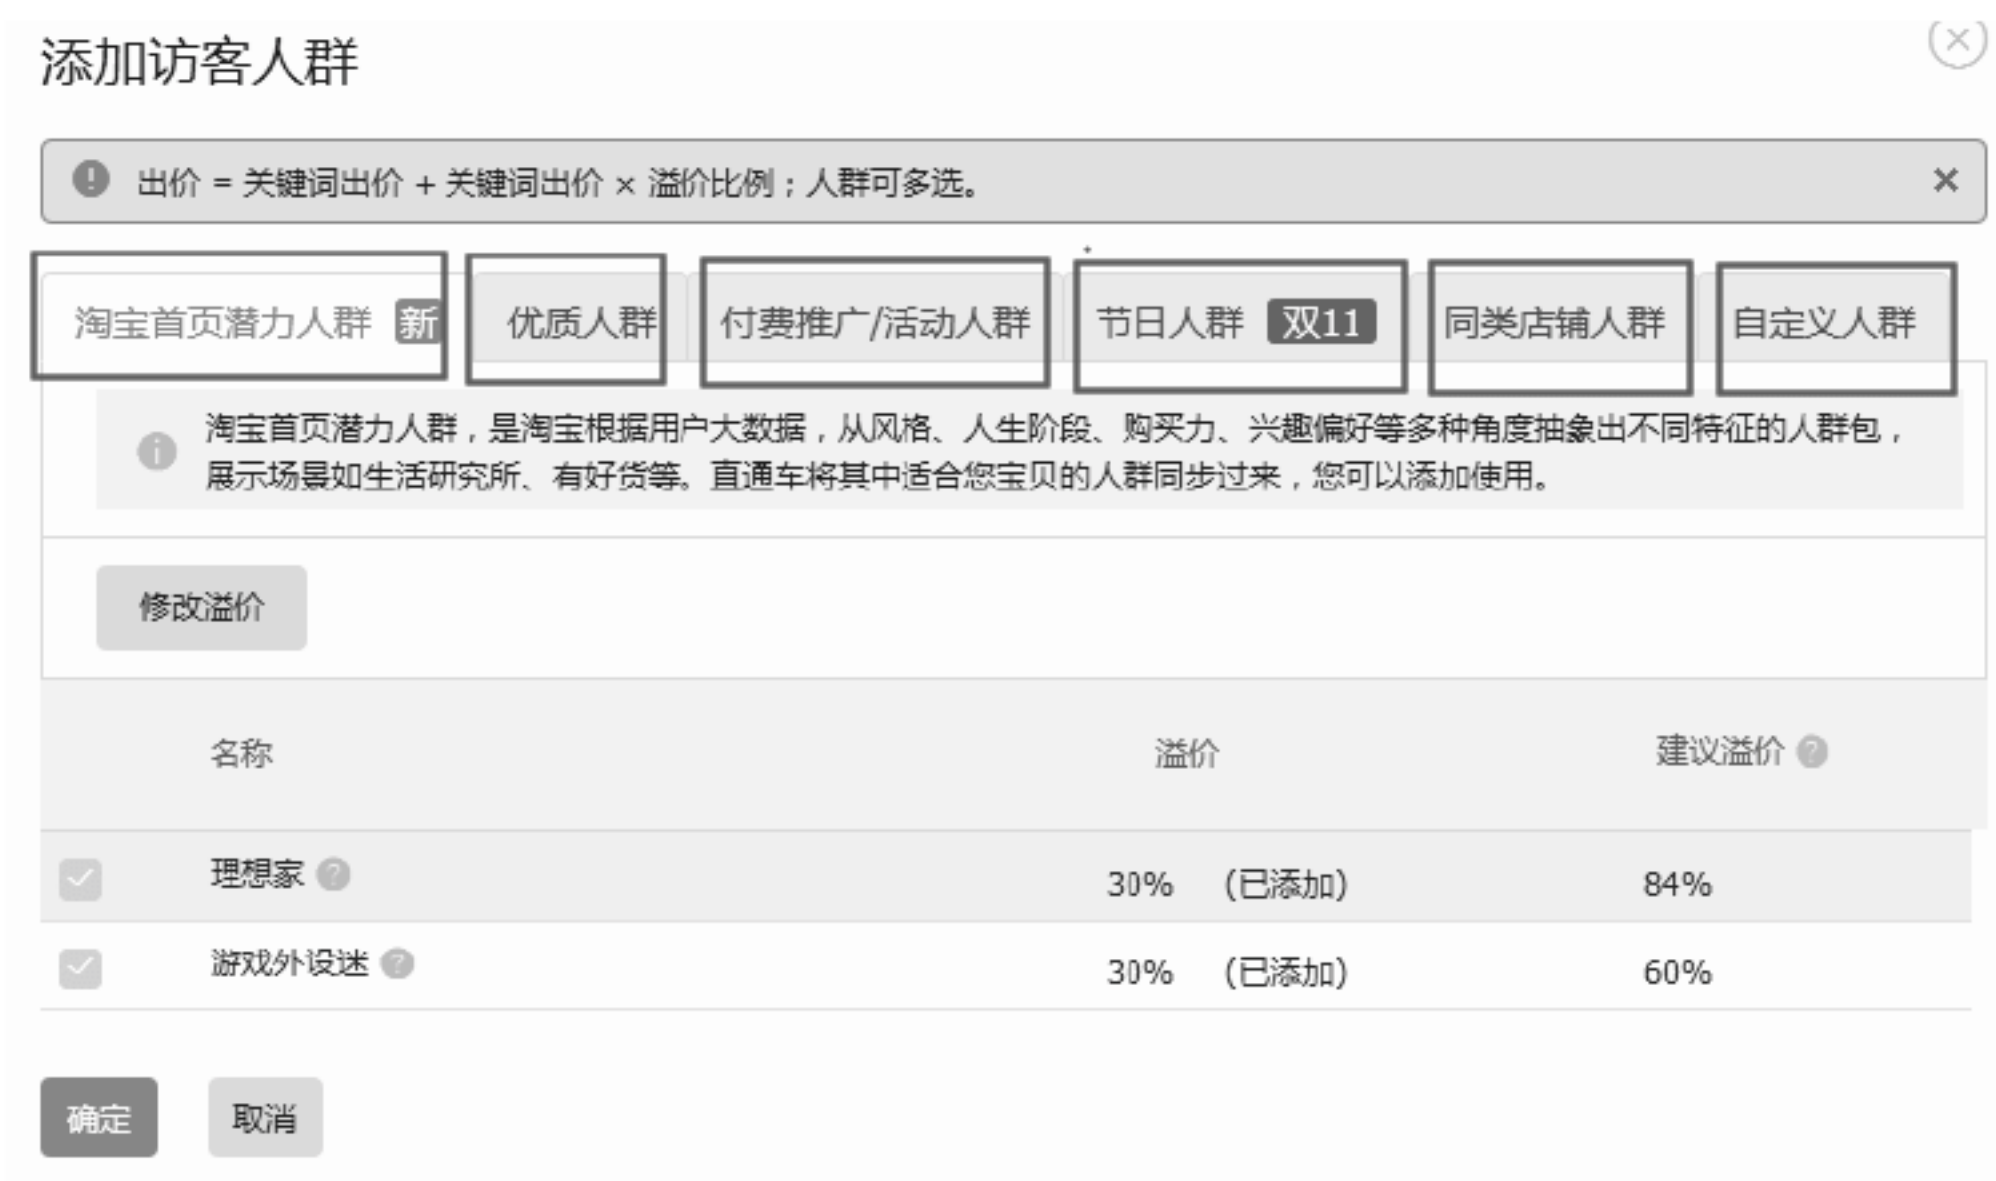 添加访客人群
出价 = 关键词出价 + 关键词出价 × 溢价比例；人群可多选。
淘宝首页潜力人群 新 优质人群 付费推广/活动人群 节日人群 双11 同类店铺人群 自定义人群
淘宝首页潜力人群，是淘宝根据用户大数据，从风格、人生阶段、购买力、兴趣偏好等多种角度抽象出不同特征的人群包，
展示场景如生活研究所、有好货等。直通车将其中适合您宝贝的人群同步过来，您可以添加使用。
修改溢价
名称 溢价 建议溢价
理想家 30% (已添加) 84%
游戏外设迷 30% (已添加) 60%
确定 取消